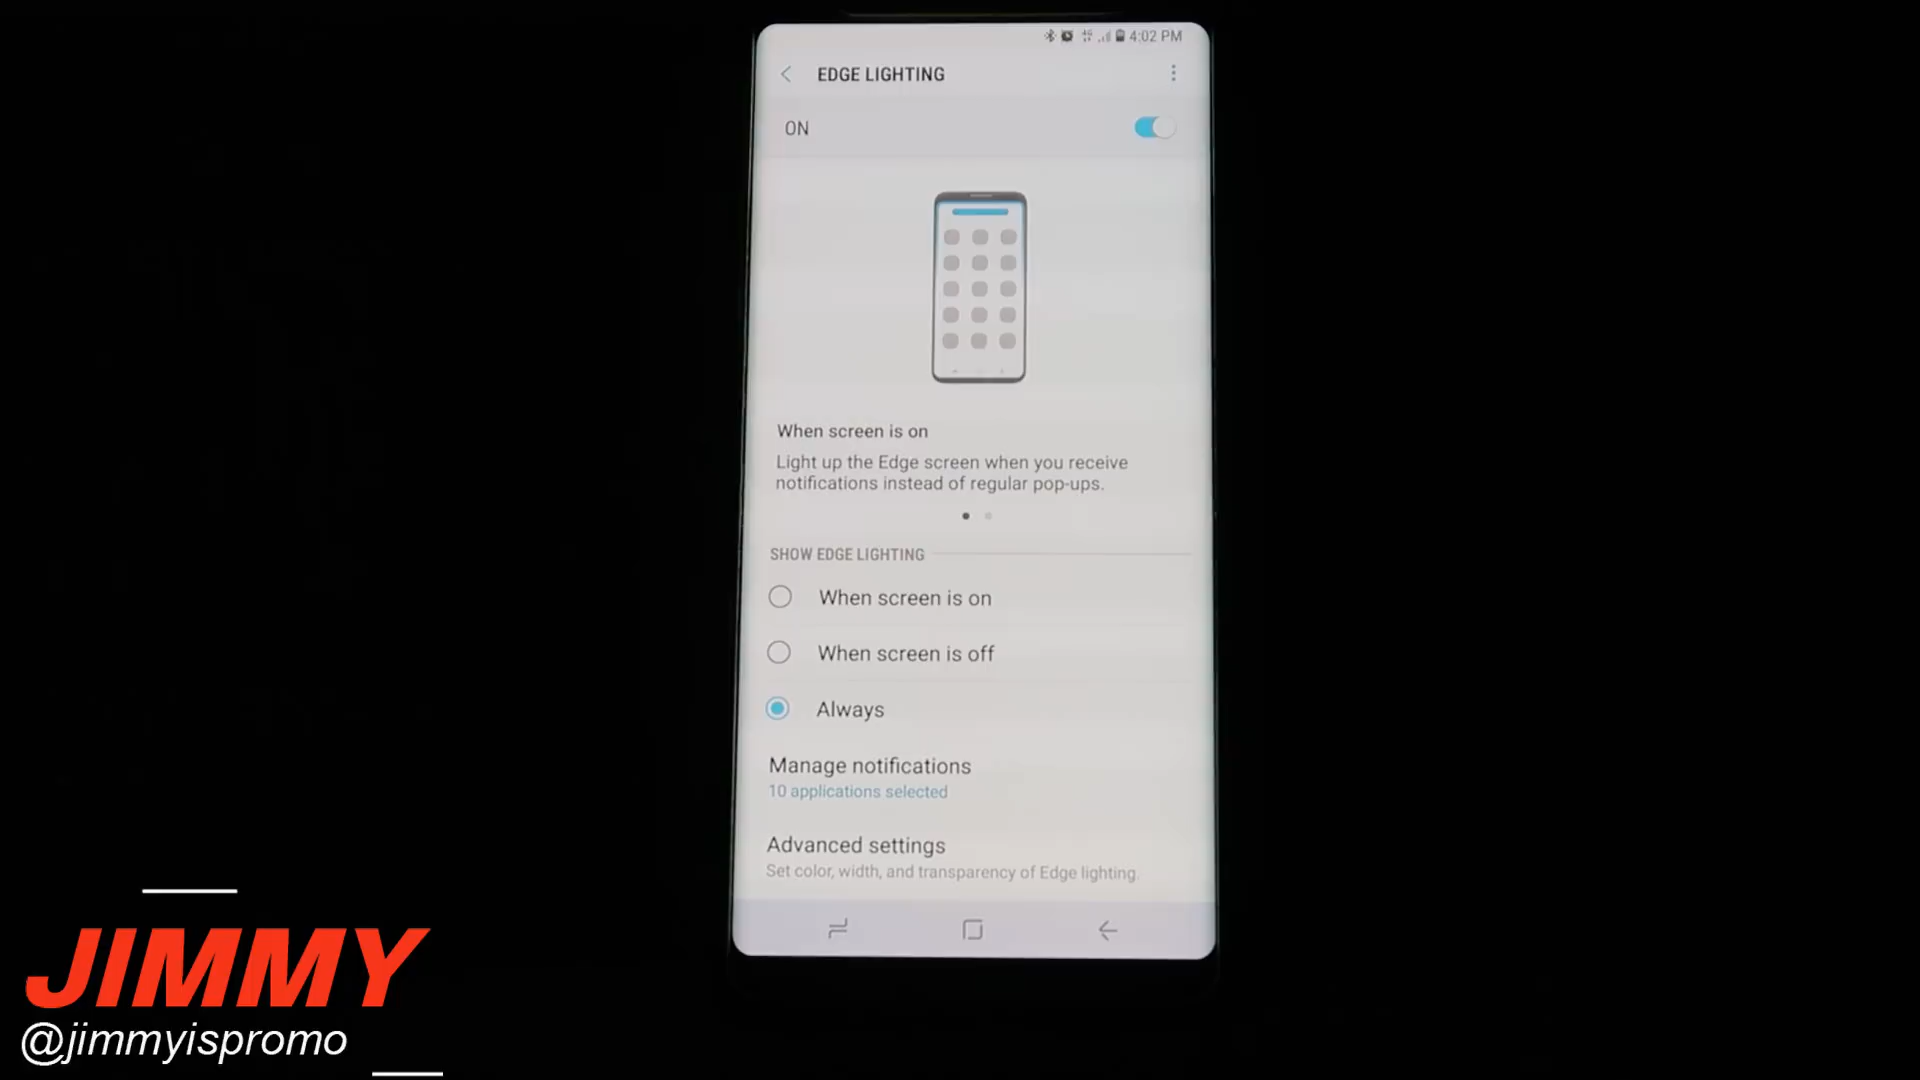 4:02 PM
EDGE LIGHTING
ON
When screen is on
Light up the Edge screen when you receive
notifications instead of regular pop-ups.
SHOW EDGE LIGHTING
When screen is on
When screen is off
Always
Manage notifications
10 applications selected
Advanced settings
Set color, width, and transparency of Edge lighting.
JIMMY
@jimmyispromo